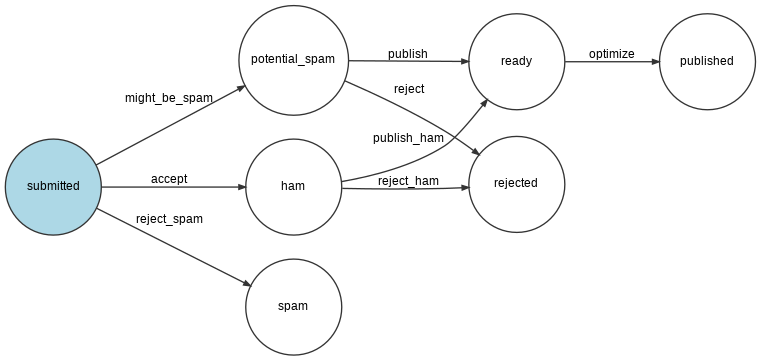 potential_spam
publish
ready
optimize
published
might_be_spam
reject
publish_ham
submitted
accept
ham
reject_ham
rejected
reject_spam
spam